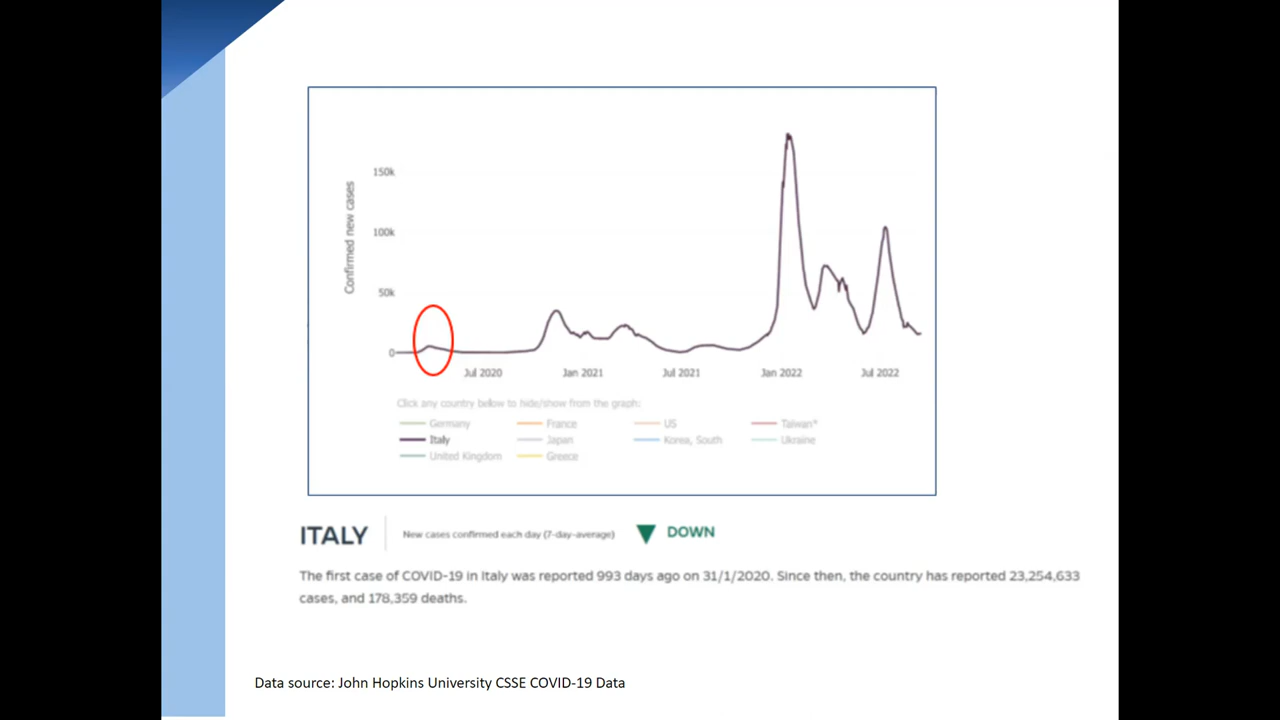 Confirmed new cases
150k
100k
50k
0
Jul 2020 Jan 2021 Jul 2021 Jan 2022 Jul 2022
Click any country below to hide/show from the graph:
Germany France US Taiwan*
Italy Japan Korea, South Ukraine
United Kingdom Greece
ITALY New cases confirmed each day (7-day-average) DOWN
The first case of COVID-19 in Italy was reported 993 days ago on 31/1/2020. Since then, the country has reported 23,254,633
cases, and 178,359 deaths.
Data source: John Hopkins University CSSE COVID-19 Data